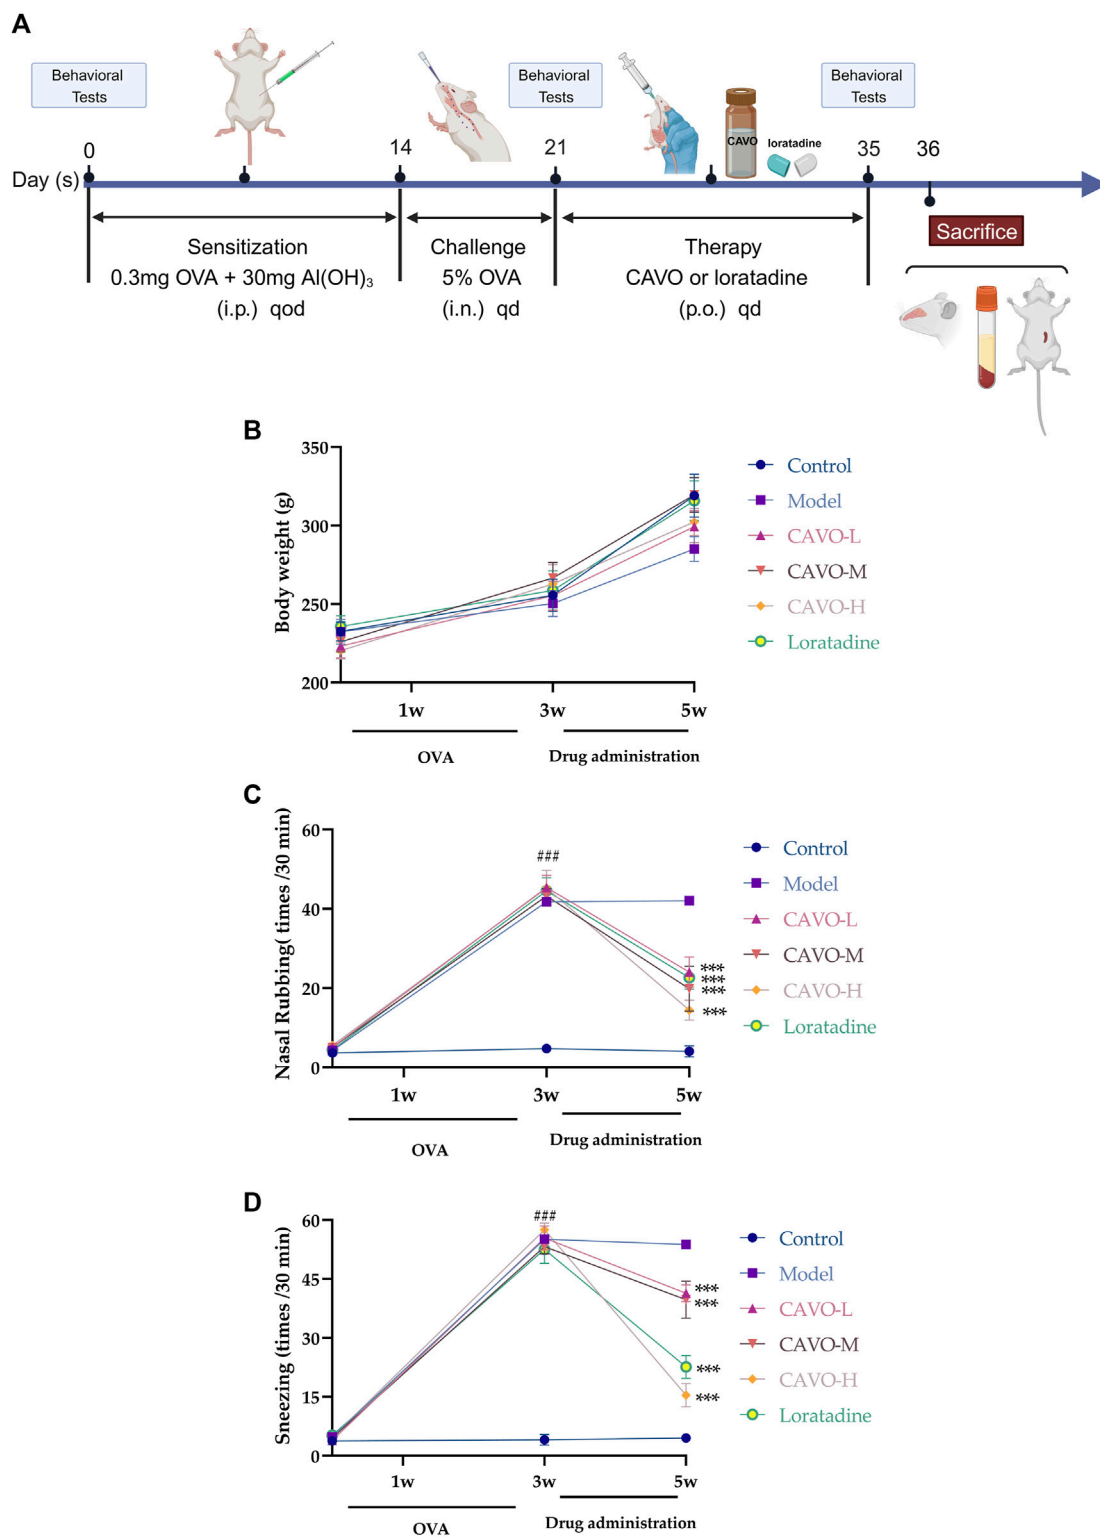 A
Behavioral
Tests
Behavioral
Tests
Behavioral
Tests
CAVO
loratadine
0
14
21
35
36
Day (s)
Sensitization
0.3mg OVA + 30mg Al(OH)₃
(i.p.) qod
Challenge
5% OVA
(i.n.) qd
Therapy
CAVO or loratadine
(p.o.) qd
Sacrifice
B
Body weight (g)
350
300
250
200
1w
3w
5w
OVA
Drug administration
Control
Model
CAVO-L
CAVO-M
CAVO-H
Loratadine
C
Nasal Rubbing( times /30 min)
60
40
20
0
###
***
***
***
***
1w
3w
5w
OVA
Drug administration
Control
Model
CAVO-L
CAVO-M
CAVO-H
Loratadine
D
Sneezing (times /30 min)
60
45
30
15
0
###
***
***
***
***
1w
3w
5w
OVA
Drug administration
Control
Model
CAVO-L
CAVO-M
CAVO-H
Loratadine